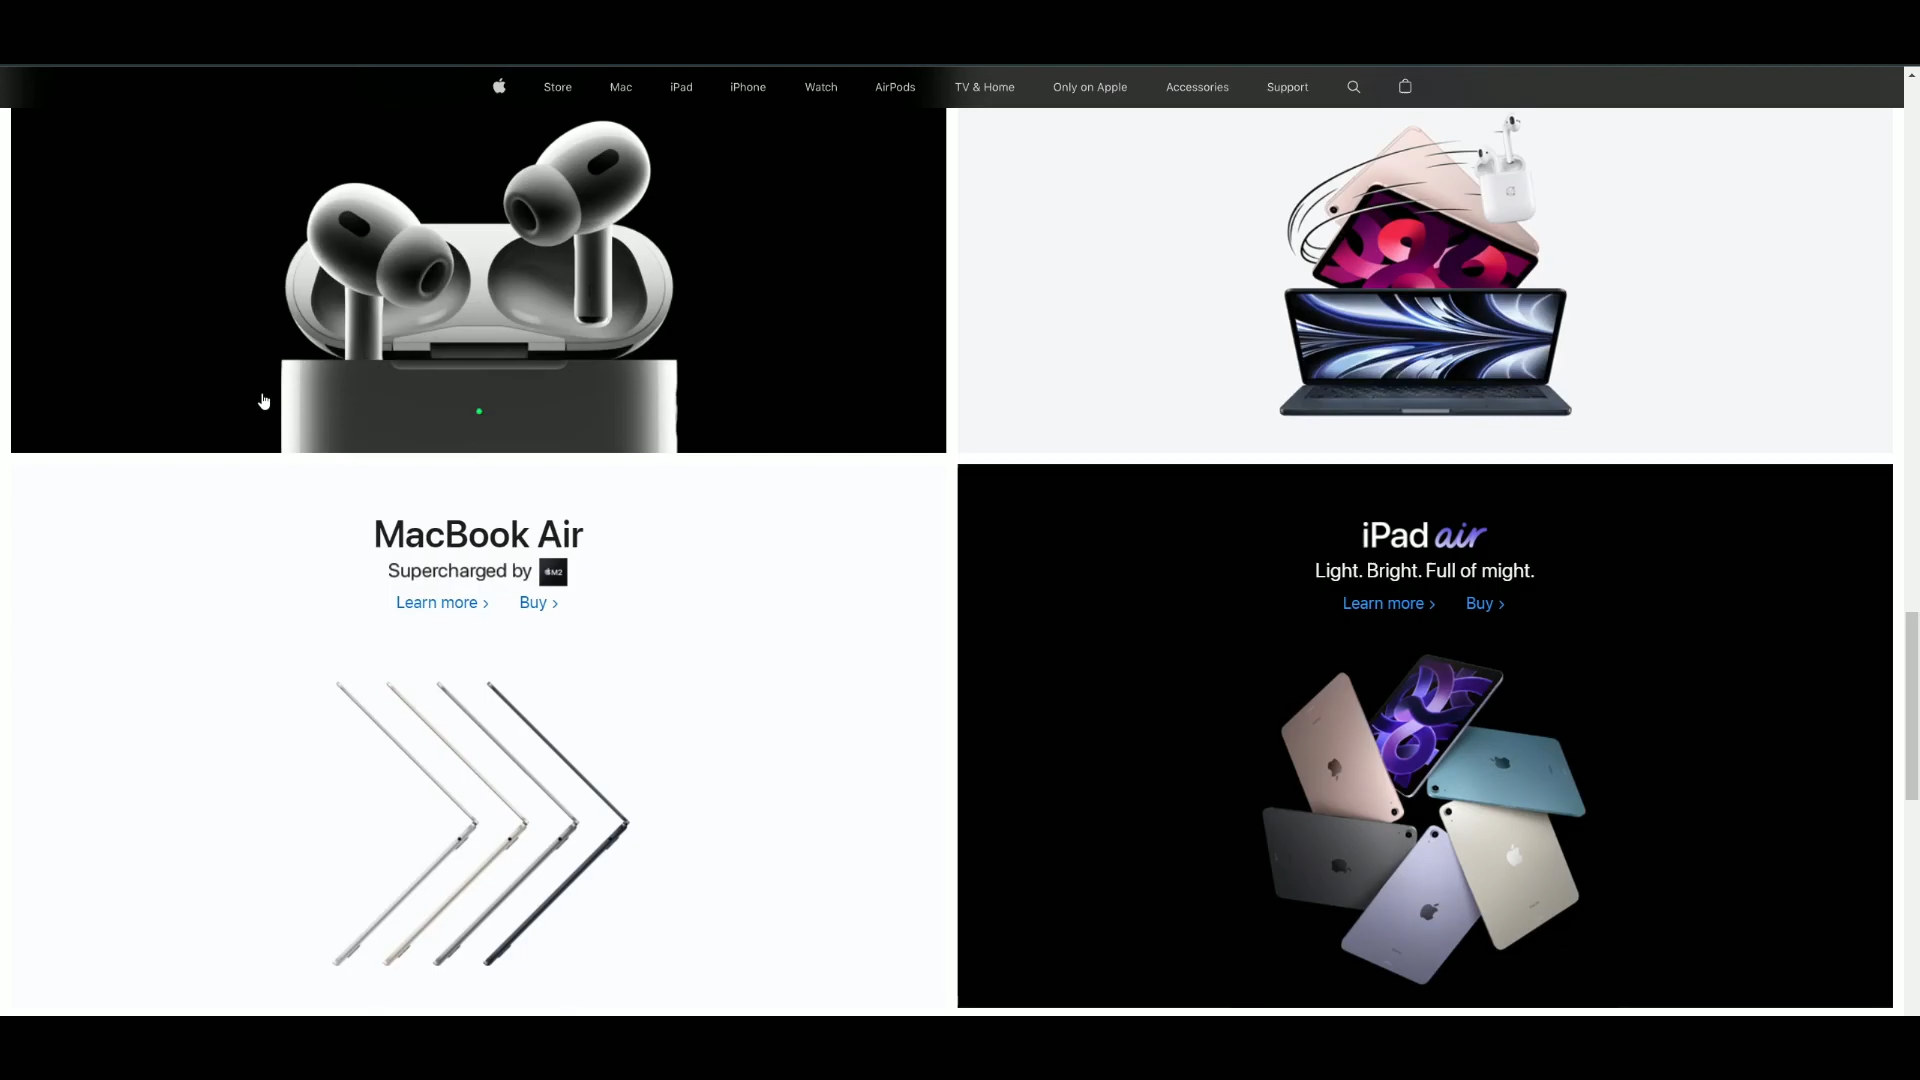 Store Mac iPad iPhone Watch AirPods TV & Home Only on Apple Accessories Support
MacBook Air
Supercharged by M2
Learn more > Buy >
iPad air
Light. Bright. Full of might.
Learn more > Buy >